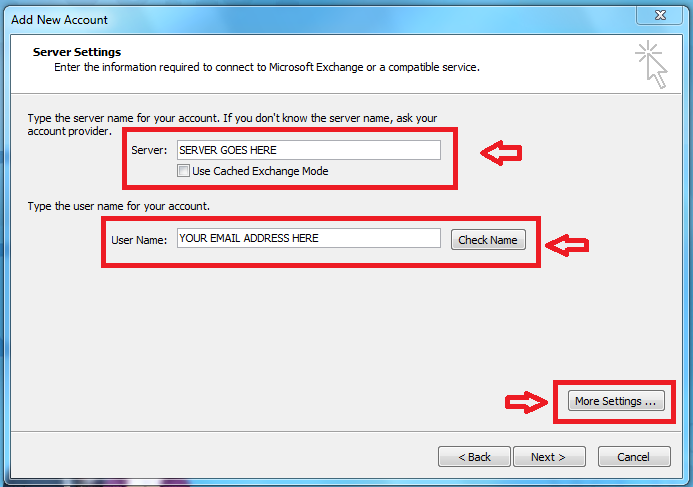 Add New Account
Server Settings
Enter the information required to connect to Microsoft Exchange or a compatible service.
Type the server name for your account. If you don't know the server name, ask your
account provider.
Server: SERVER GOES HERE
Use Cached Exchange Mode
Type the user name for your account.
User Name: YOUR EMAIL ADDRESS HERE Check Name
More Settings ...
< Back Next > Cancel